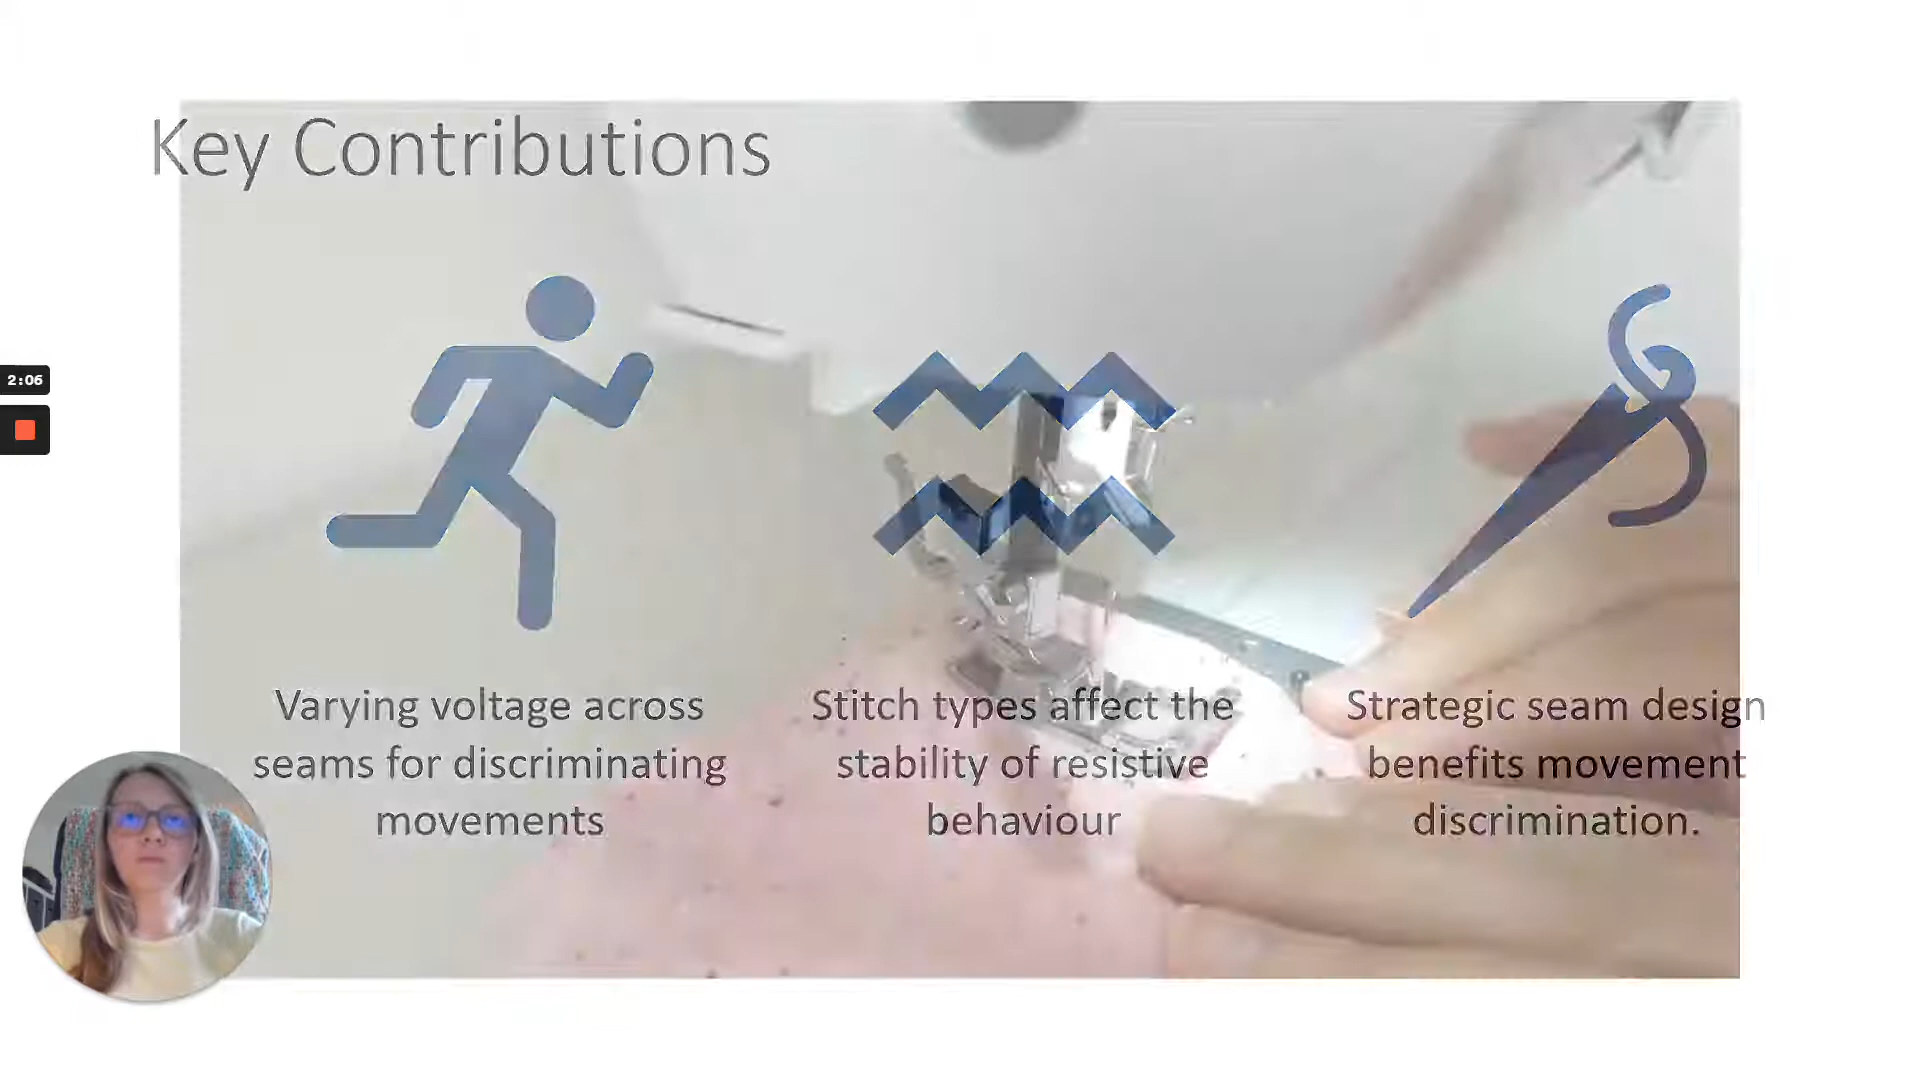 Key Contributions
2:06
Varying voltage across
seams for discriminating
movements
Stitch types affect the
stability of resistive
behaviour
Strategic seam design
benefits movement
discrimination.